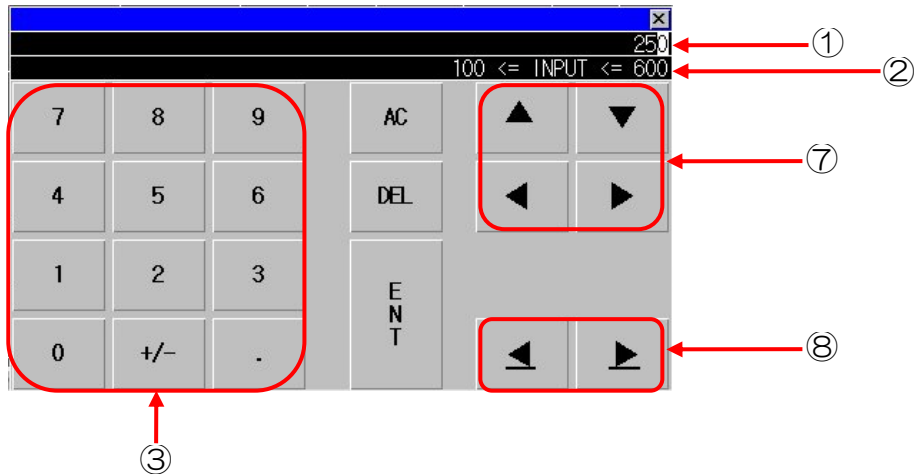 250 ①
100 <= INPUT <= 600 ②
7 8 9 AC ▲ ▼
⑦
4 5 6 DEL ◀ ▶
1 2 3
ENT
0 +/- . ◀ ▶ ⑧
③